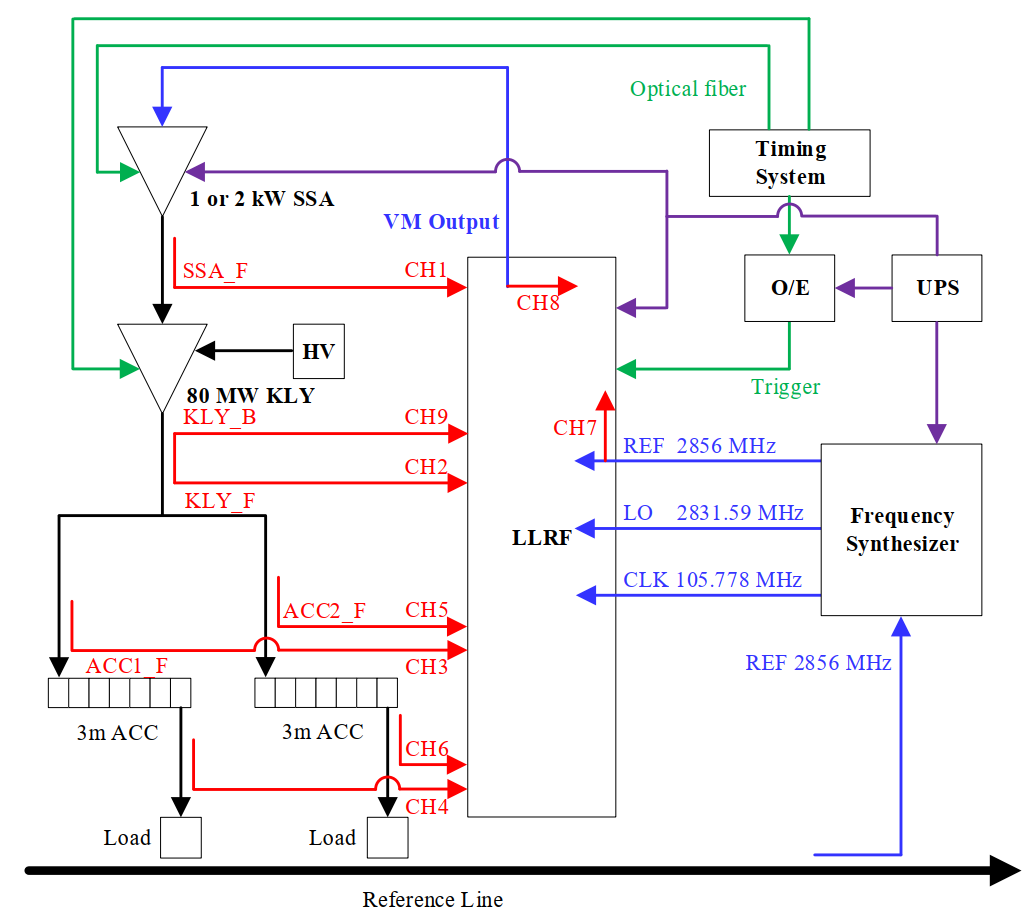 Optical fiber
Timing
System
1 or 2 kW SSA
VM Output
SSA_F
CH1
CH8
O/E
UPS
HV
80 MW KLY
Trigger
KLY_B
CH9
CH7
REF 2856 MHz
CH2
KLY_F
LO 2831.59 MHz
Frequency
Synthesizer
LLRF
CLK 105.778 MHz
ACC2_F
CH5
ACC1_F
CH3
REF 2856 MHz
3m ACC
3m ACC
CH6
CH4
Load
Load
Reference Line